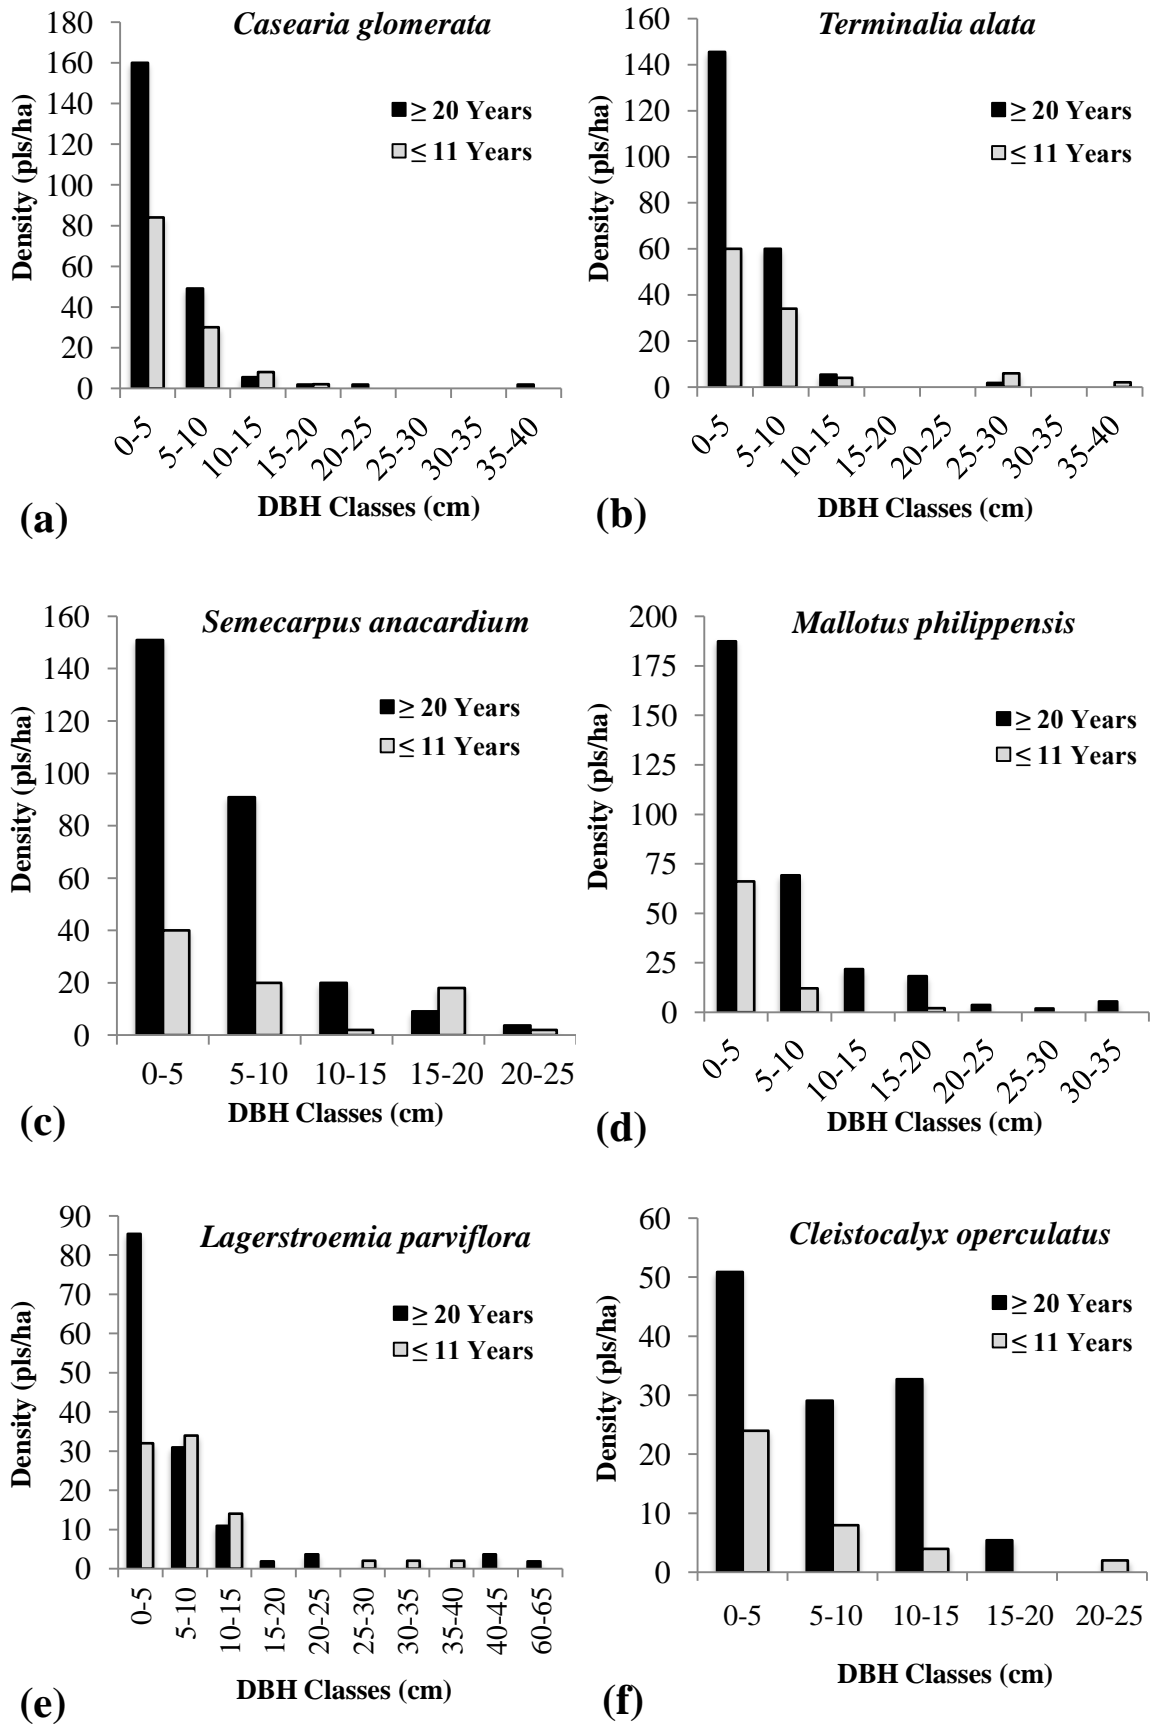 Casearia glomerata
180
160
140
120
100
80
60
40
20
0
Density (pls/ha)
≥ 20 Years
≤ 11 Years
0-5
5-10
10-15
15-20
20-25
25-30
30-35
35-40
DBH Classes (cm)
(a)
Terminalia alata
160
140
120
100
80
60
40
20
0
Density (pls/ha)
≥ 20 Years
≤ 11 Years
0-5
5-10
10-15
15-20
20-25
25-30
30-35
35-40
DBH Classes (cm)
(b)
Semecarpus anacardium
160
140
120
100
80
60
40
20
0
Density (pls/ha)
≥ 20 Years
≤ 11 Years
0-5 5-10 10-15 15-20 20-25
DBH Classes (cm)
(c)
Mallotus philippensis
200
175
150
125
100
75
50
25
0
Density (pls/ha)
≥ 20 Years
≤ 11 Years
0-5
5-10
10-15
15-20
20-25
25-30
30-35
DBH Classes (cm)
(d)
Lagerstroemia parviflora
90
80
70
60
50
40
30
20
10
0
Density (pls/ha)
≥ 20 Years
≤ 11 Years
0-5
5-10
10-15
15-20
20-25
25-30
30-35
35-40
40-45
60-65
DBH Classes (cm)
(e)
Cleistocalyx operculatus
60
50
40
30
20
10
0
Density (pls/ha)
≥ 20 Years
≤ 11 Years
0-5 5-10 10-15 15-20 20-25
DBH Classes (cm)
(f)